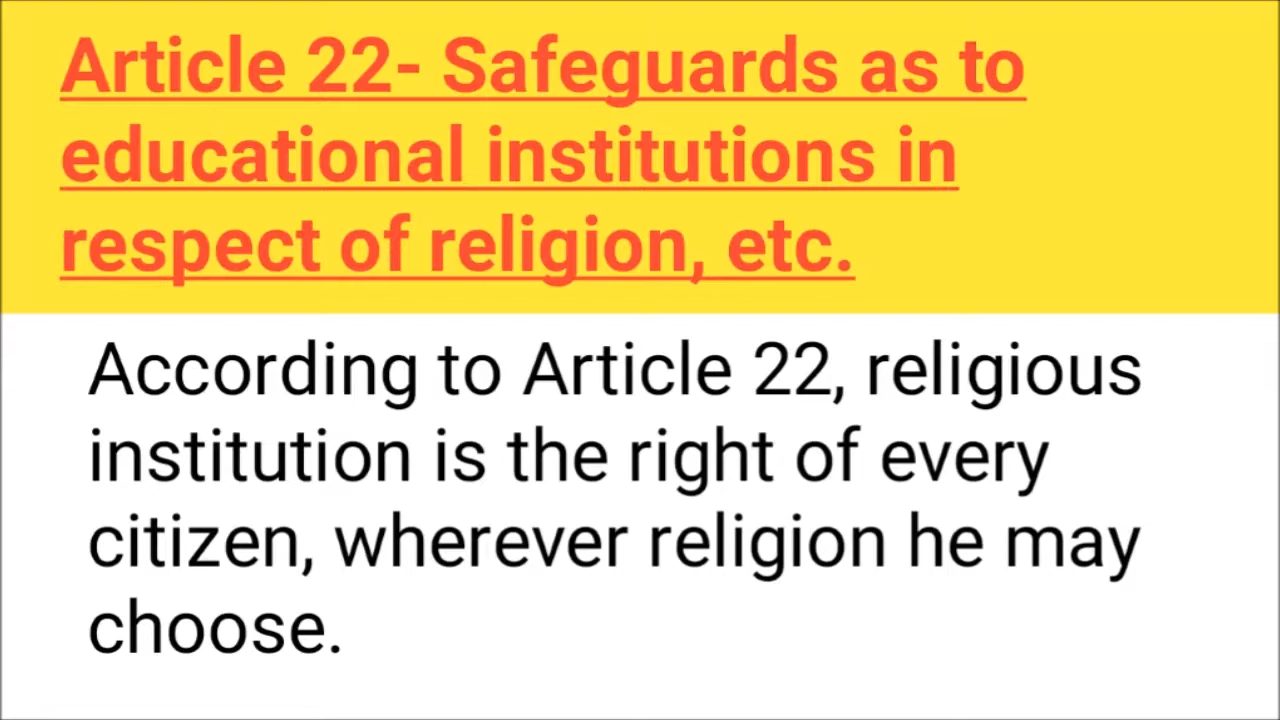 Article 22- Safeguards as to
educational institutions in
respect of religion, etc.
According to Article 22, religious
institution is the right of every
citizen, wherever religion he may
choose.